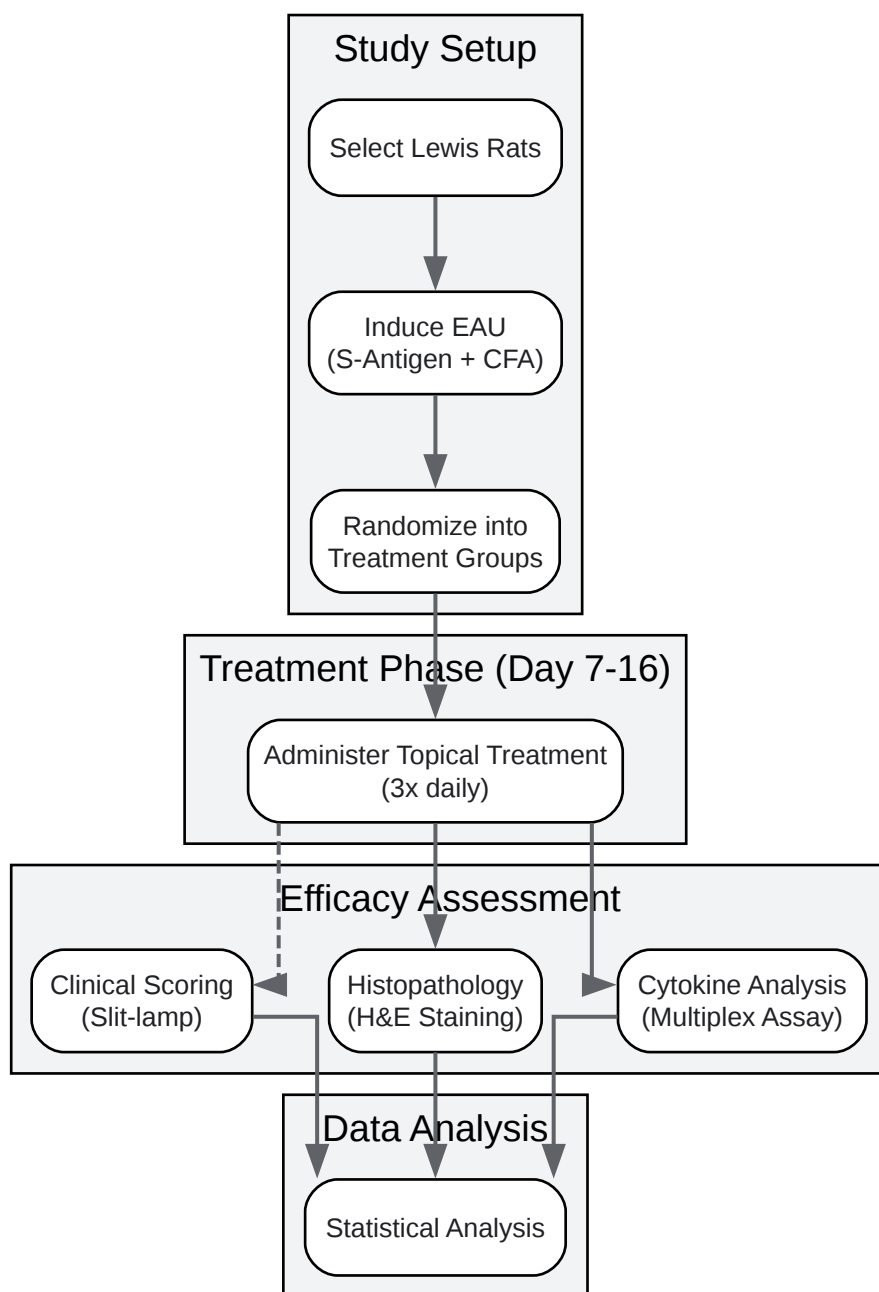 Study Setup
Select Lewis Rats
Induce EAU
(S-Antigen + CFA)
Randomize into
Treatment Groups
Treatment Phase (Day 7-16)
Administer Topical Treatment
(3x daily)
Efficacy Assessment
Clinical Scoring
(Slit-lamp)
Histopathology
(H&E Staining)
Cytokine Analysis
(Multiplex Assay)
Data Analysis
Statistical Analysis